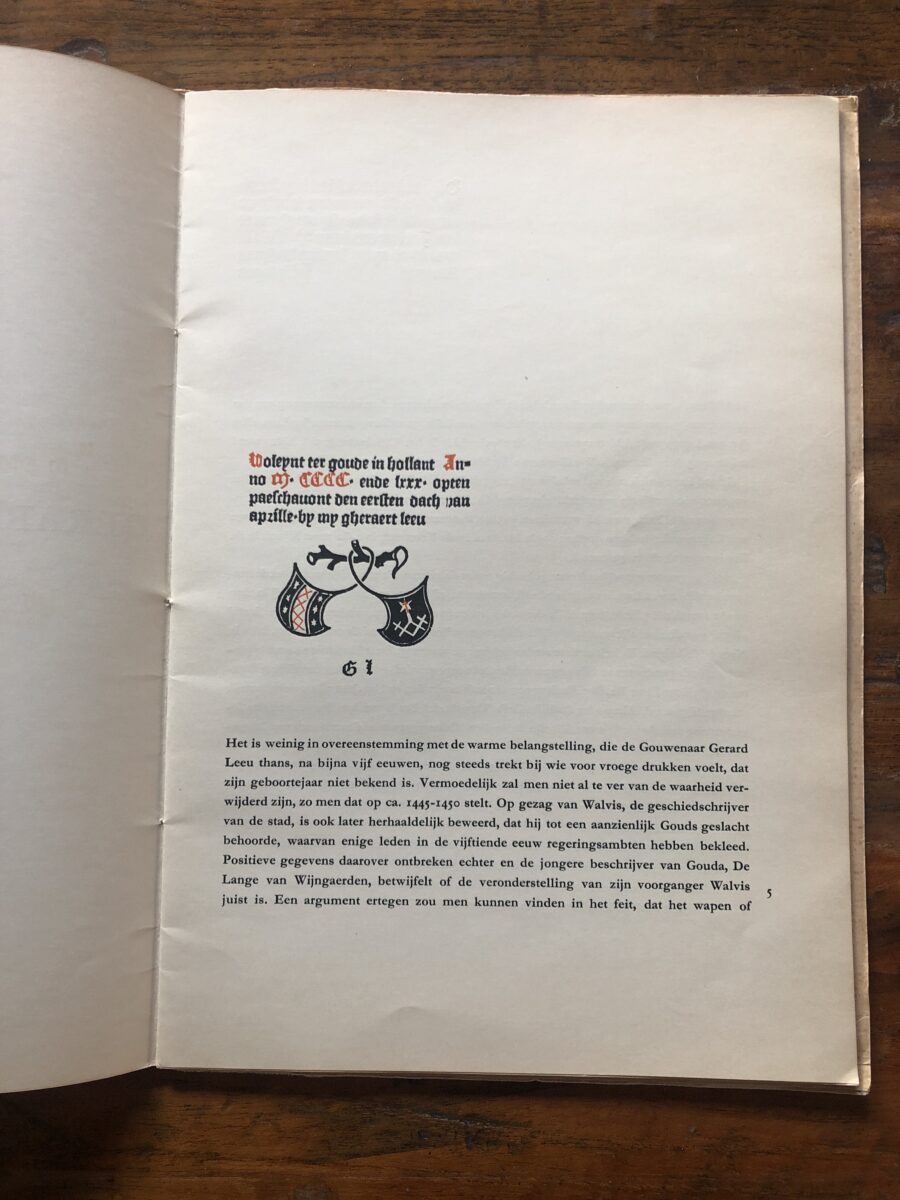 Voleynt ter goude in hollant An-
no M. CCCC. ende lxxx. opten
paeschauont den eersten dach van
aprille.by my gheraert leeu
G L
Het is weinig in overeenstemming met de warme belangstelling, die de Gouwenaar Gerard
Leeu thans, na bijna vijf eeuwen, nog steeds trekt bij wie voor vroege drukken voelt, dat
zijn geboortejaar niet bekend is. Vermoedelijk zal men niet al te ver van de waarheid ver-
wijderd zijn, zo men dat op ca. 1445-1450 stelt. Op gezag van Walvis, de geschiedschrijver
van de stad, is ook later herhaaldelijk beweerd, dat hij tot een aanzienlijk Gouds geslacht
behoorde, waarvan enige leden in de vijftiende eeuw regeringsambten hebben bekleed.
Positieve gegevens daarover ontbreken echter en de jongere beschrijver van Gouda, De
Lange van Wijngaerden, betwijfelt of de veronderstelling van zijn voorganger Walvis
juist is. Een argument ertegen zou men kunnen vinden in het feit, dat het wapen of
5